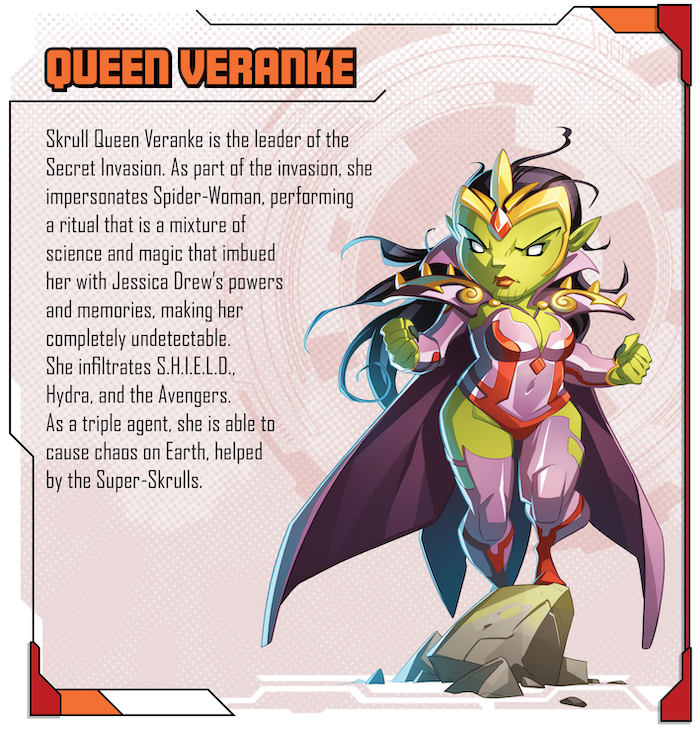 QUEEN VERANKE
Skrull Queen Veranke is the leader of the
Secret Invasion. As part of the invasion, she
impersonates Spider-Woman, performing
a ritual that is a mixture of
science and magic that imbued
her with Jessica Drew's powers
and memories, making her
completely undetectable.
She infiltrates S.H.I.E.L.D.,
Hydra, and the Avengers.
As a triple agent, she is able to
cause chaos on Earth, helped
by the Super-Skrulls.